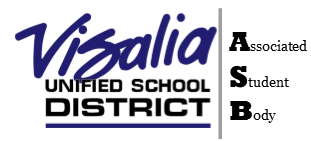 Visalia
UNIFIED SCHOOL
DISTRICT
Associated
Student
Body